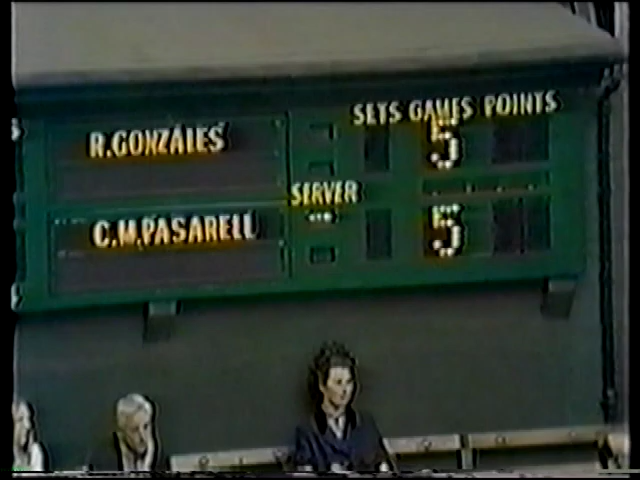 SETS GAMES POINTS
R.GONZALES 5
SERVER
C.M.PASARELL 5